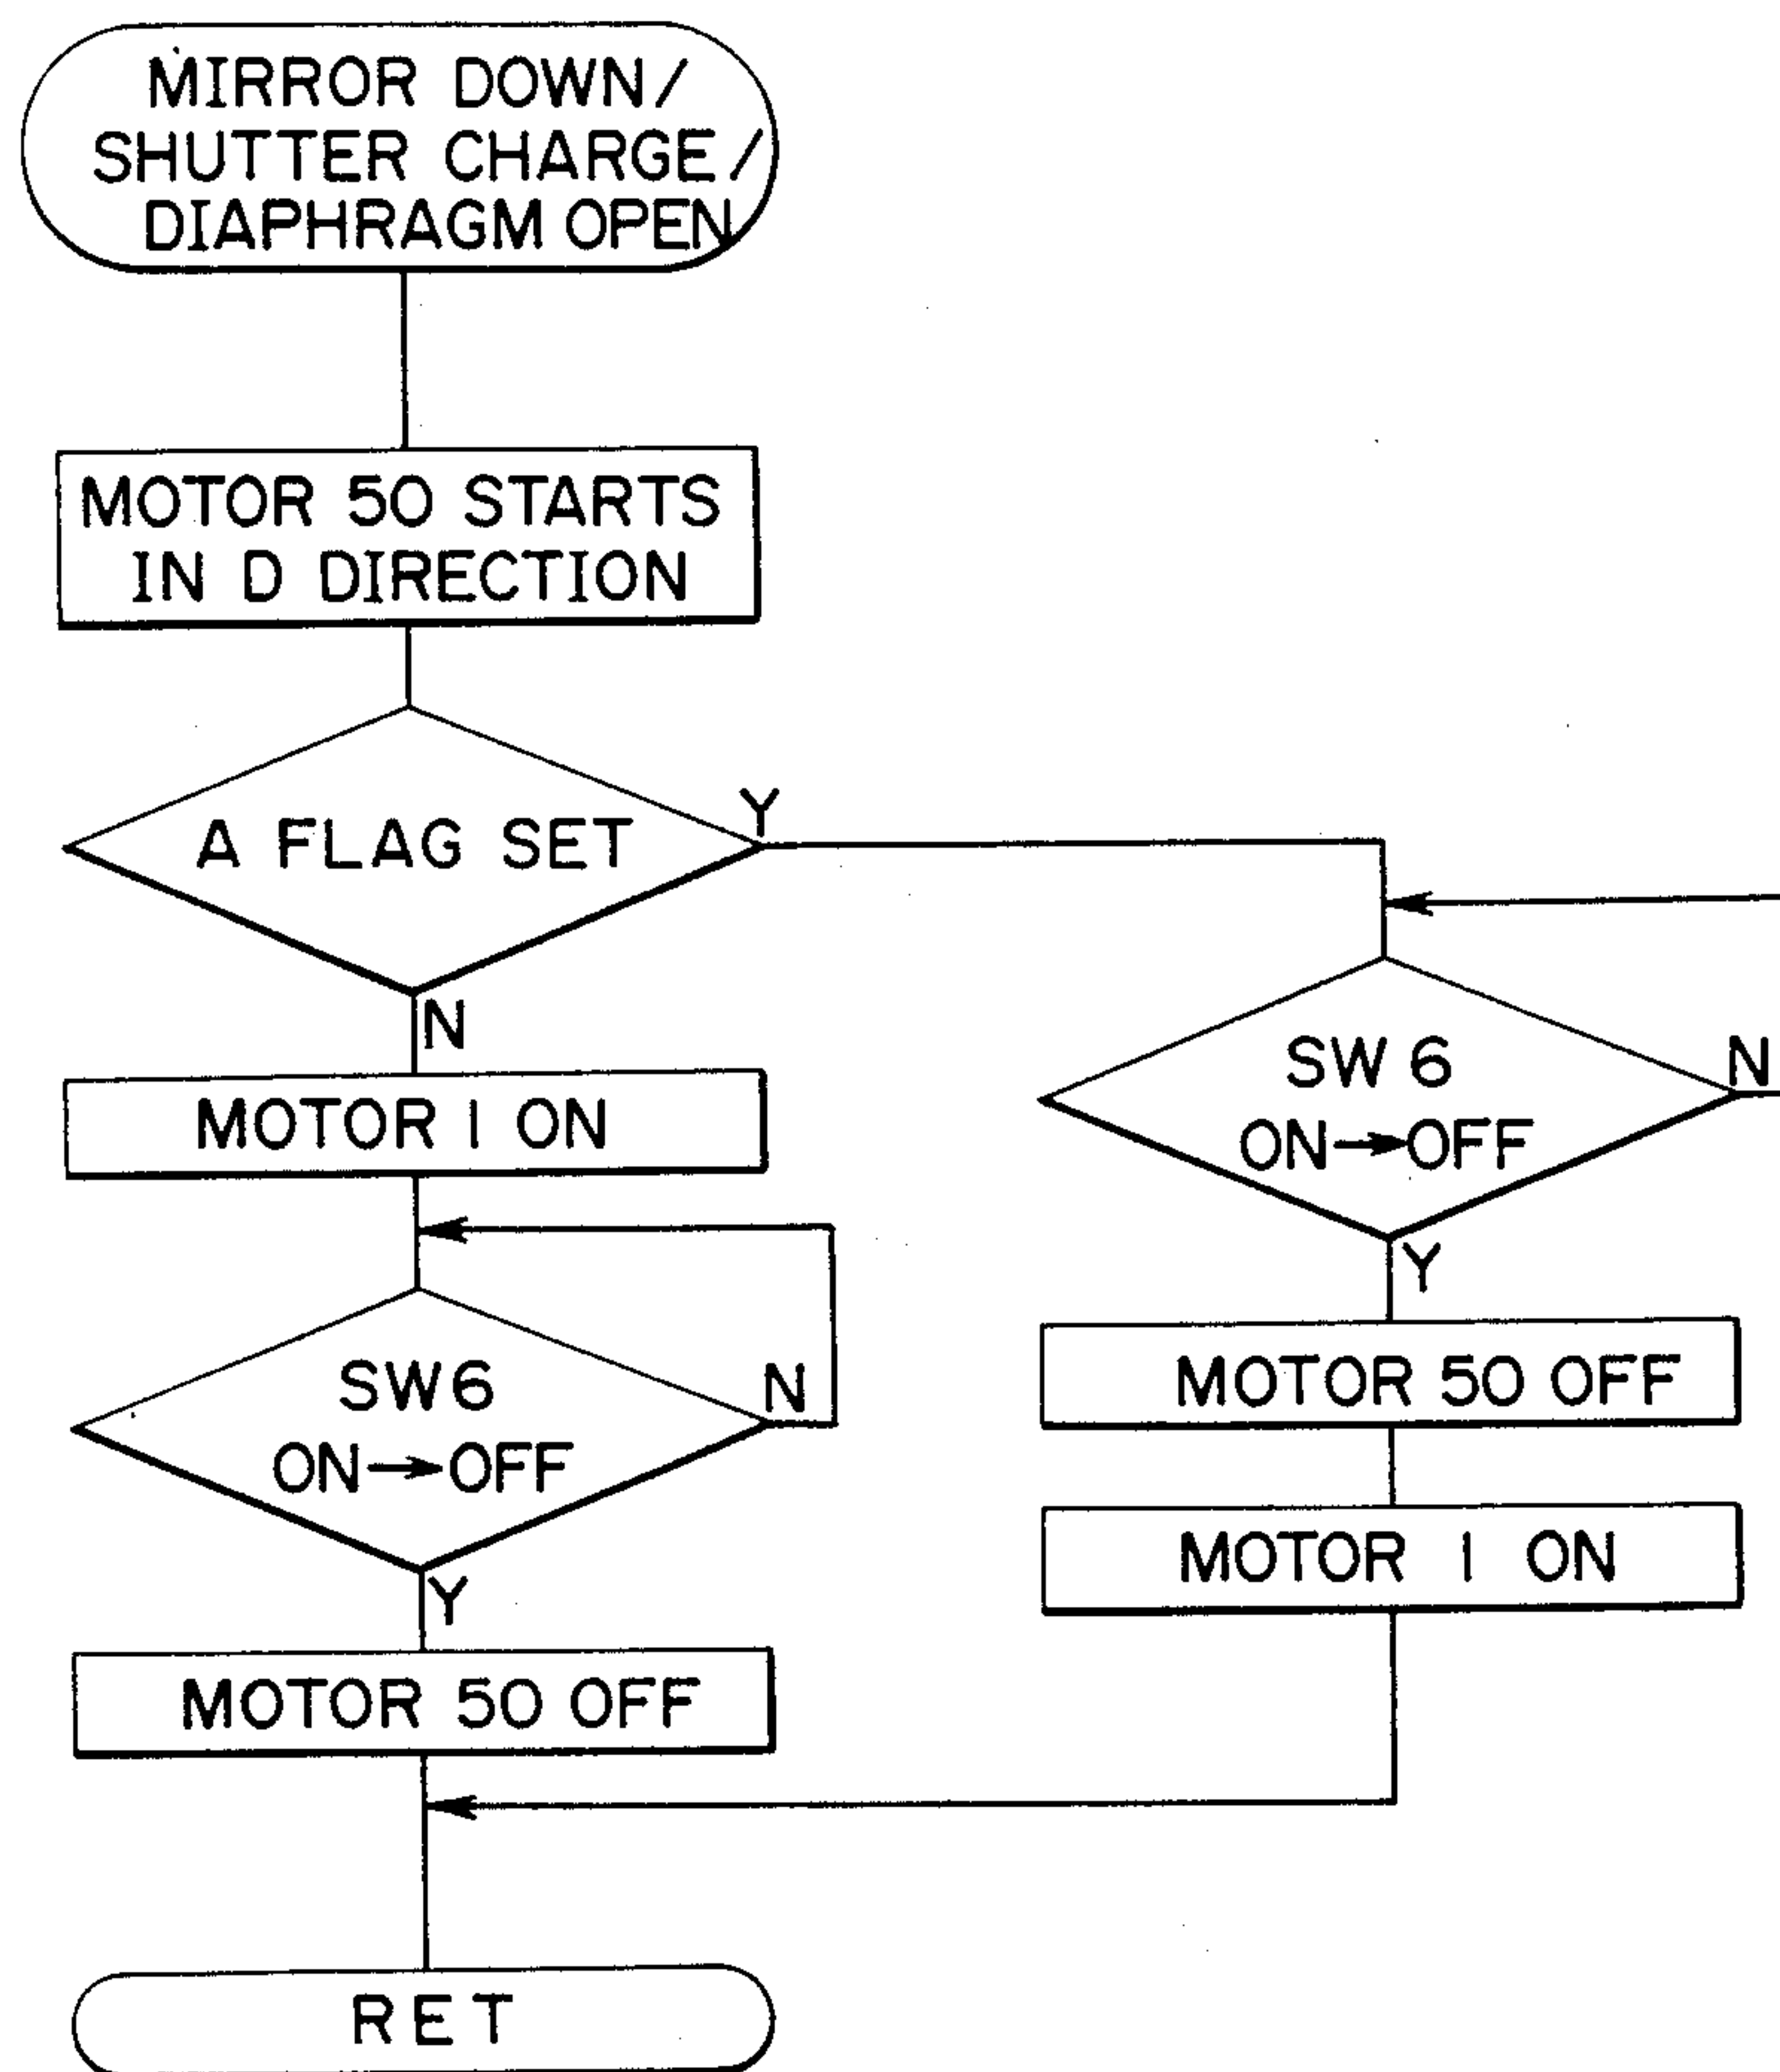 MIRROR DOWN/
SHUTTER CHARGE/
DIAPHRAGM OPEN
MOTOR 50 STARTS
IN D DIRECTION
A FLAG SET
Y
N
MOTOR 1 ON
SW6
ON→OFF
N
Y
MOTOR 50 OFF
SW 6
ON→OFF
N
Y
MOTOR 50 OFF
MOTOR 1 ON
RET